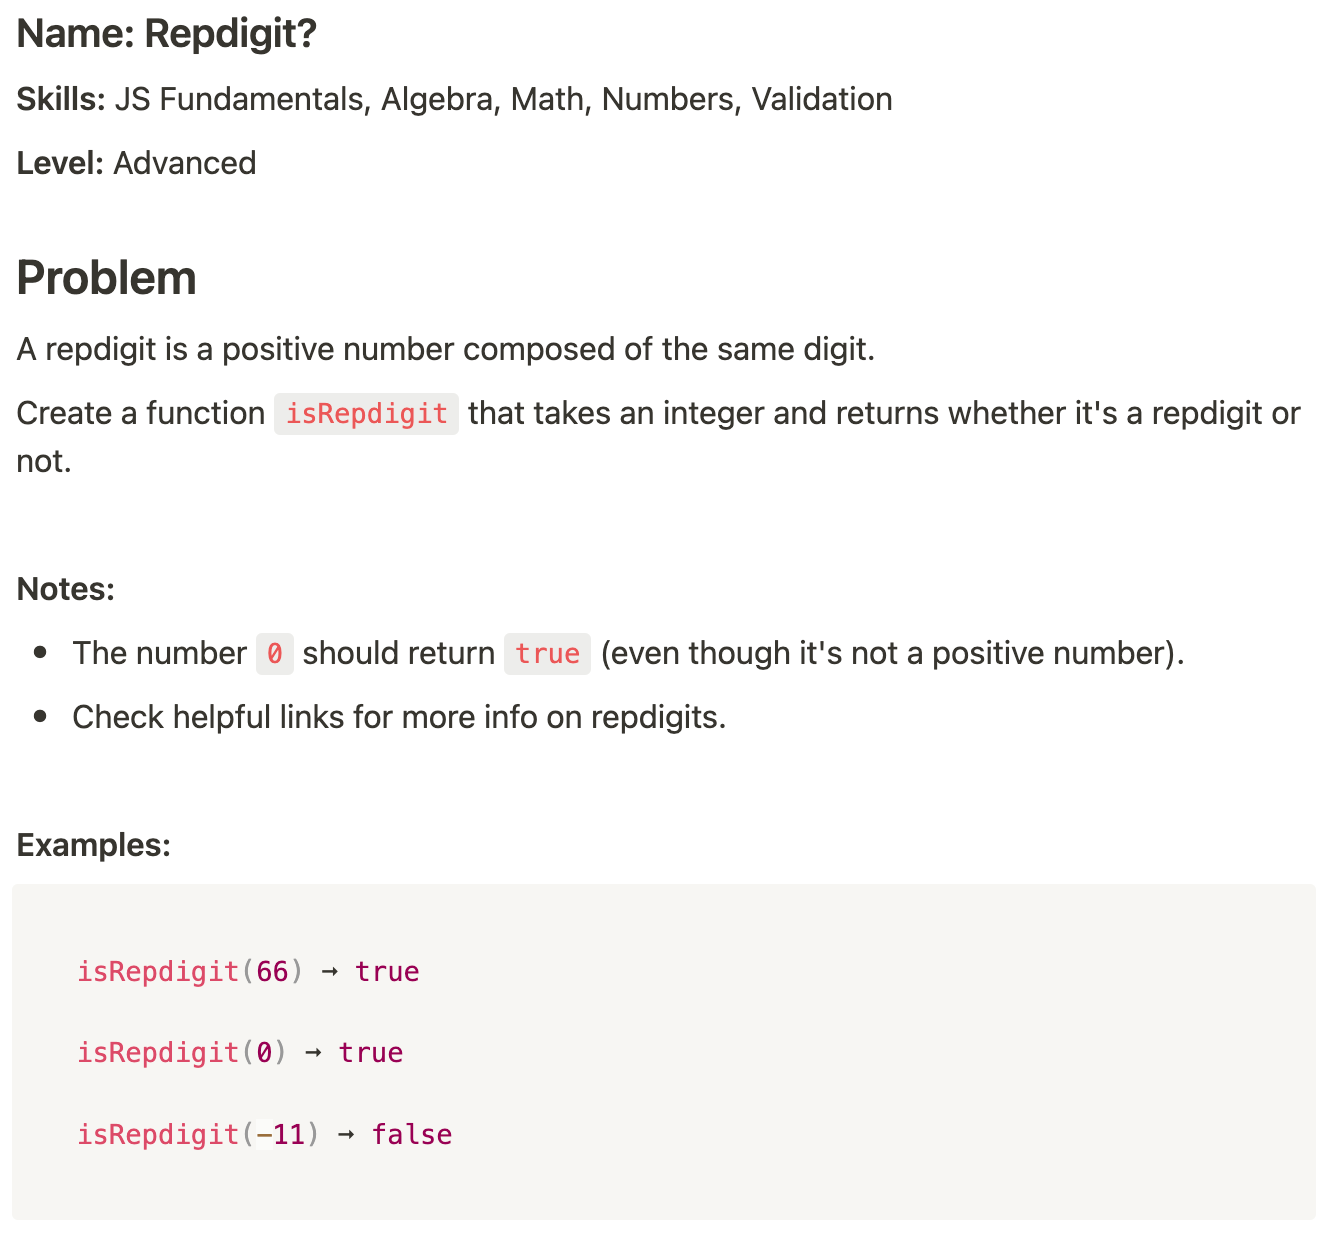 Name: Repdigit?
Skills: JS Fundamentals, Algebra, Math, Numbers, Validation
Level: Advanced
Problem
A repdigit is a positive number composed of the same digit.
Create a function isRepdigit that takes an integer and returns whether it's a repdigit or
not.
Notes:
• The number 0 should return true (even though it's not a positive number).
• Check helpful links for more info on repdigits.
Examples:
isRepdigit(66) → true
isRepdigit(0) → true
isRepdigit(-11) → false